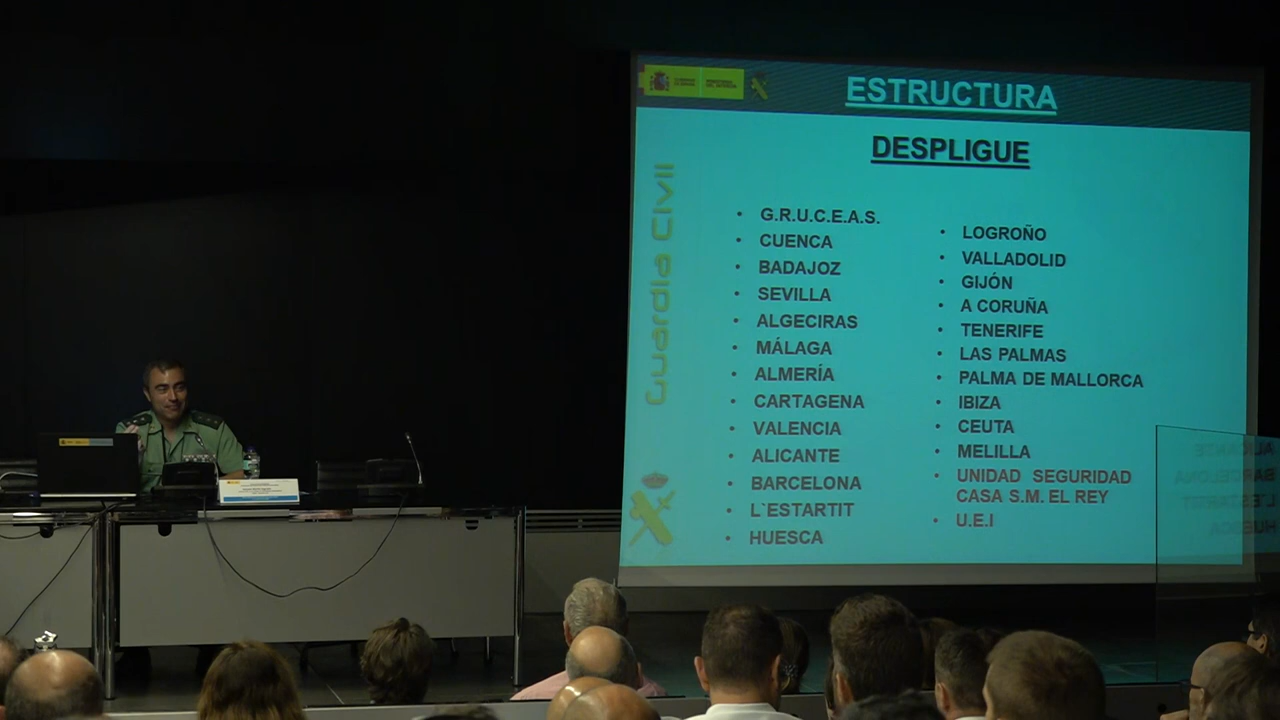 ESTRUCTURA
DESPLIGUE
Guardia Civil
• G.R.U.C.E.A.S.
• CUENCA
• BADAJOZ
• SEVILLA
• ALGECIRAS
• MÁLAGA
• ALMERÍA
• CARTAGENA
• VALENCIA
• ALICANTE
• BARCELONA
• L`ESTARTIT
• HUESCA
• LOGROÑO
• VALLADOLID
• GIJÓN
• A CORUÑA
• TENERIFE
• LAS PALMAS
• PALMA DE MALLORCA
• IBIZA
• CEUTA
• MELILLA
• UNIDAD SEGURIDAD
CASA S.M. EL REY
• U.E.I